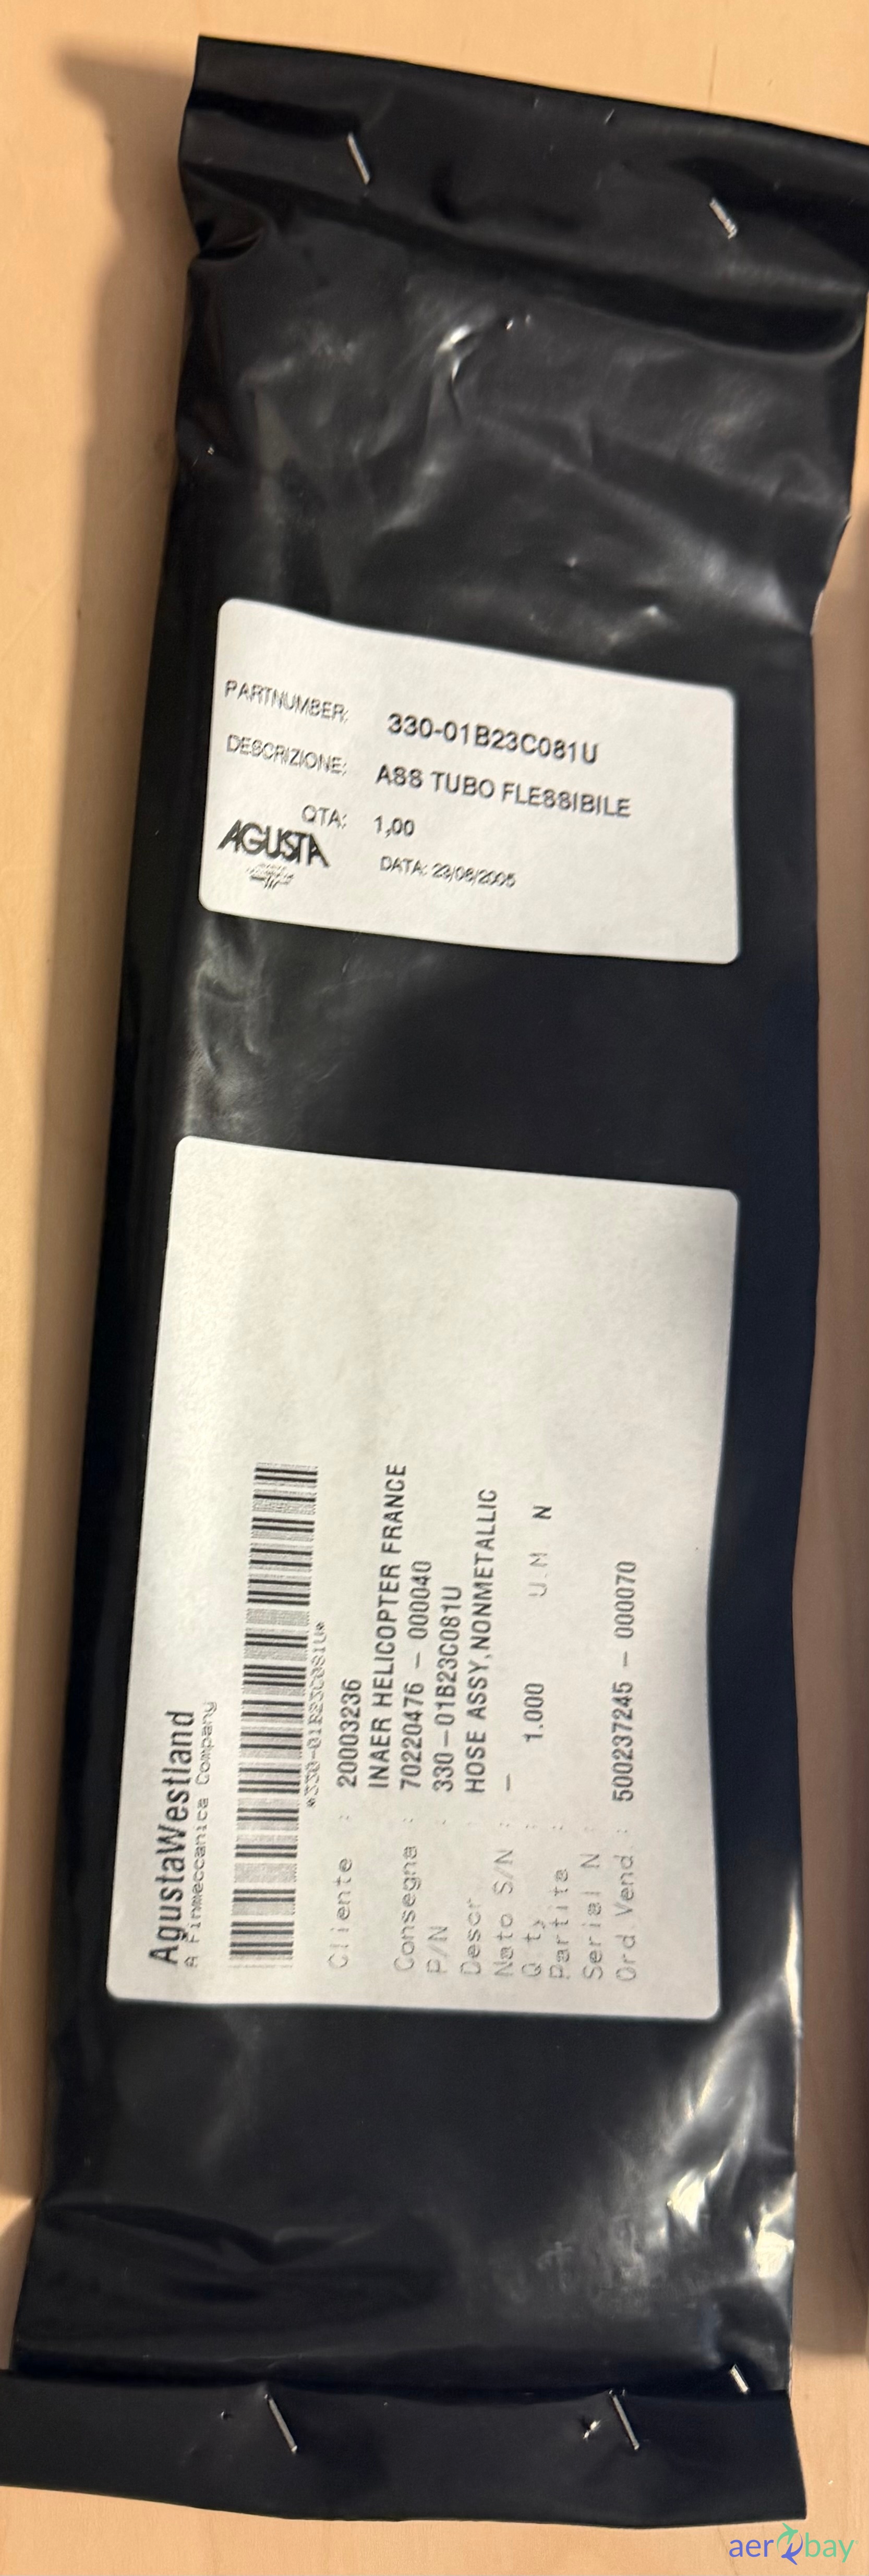 PARTNUMBER: 330-01B23C081U
DESCRIZIONE: ASS TUBO FLESSIBILE
QTA: 1,00
AGUSTA
DATA: 23/06/2005
AgustaWestland
A Finmeccanica Company
*330-01B23C081U*
Cliente : 20003236
INAER HELICOPTER FRANCE
Consegna : 70220476 - 000040
P/N : 330-01B23C081U
Descr : HOSE ASSY,NONMETALLIC
Nato S/N : -
Q.ty : 1.000 U.M N
Partita :
Serial N :
Ord Vend : 500237245 - 000070
aerobay